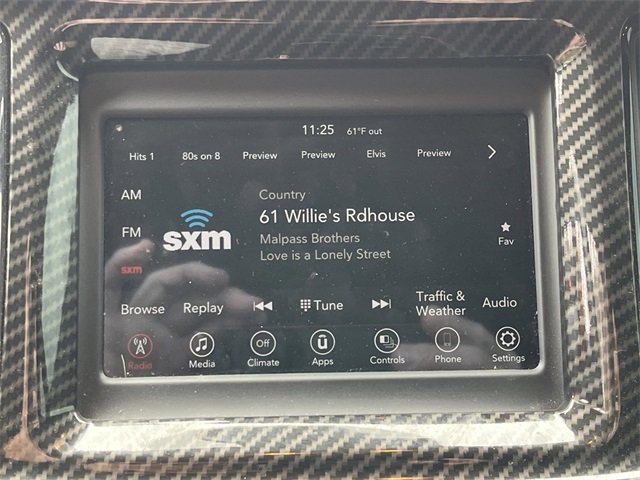 11:25 61°F out
Hits 1 80s on 8 Preview Preview Elvis Preview
AM
FM
sxm
sxm
Country
61 Willie's Rdhouse
Malpass Brothers
Love is a Lonely Street
Fav
Browse Replay Tune Traffic & Weather Audio
Radio Media Off Climate Apps Controls Phone Settings